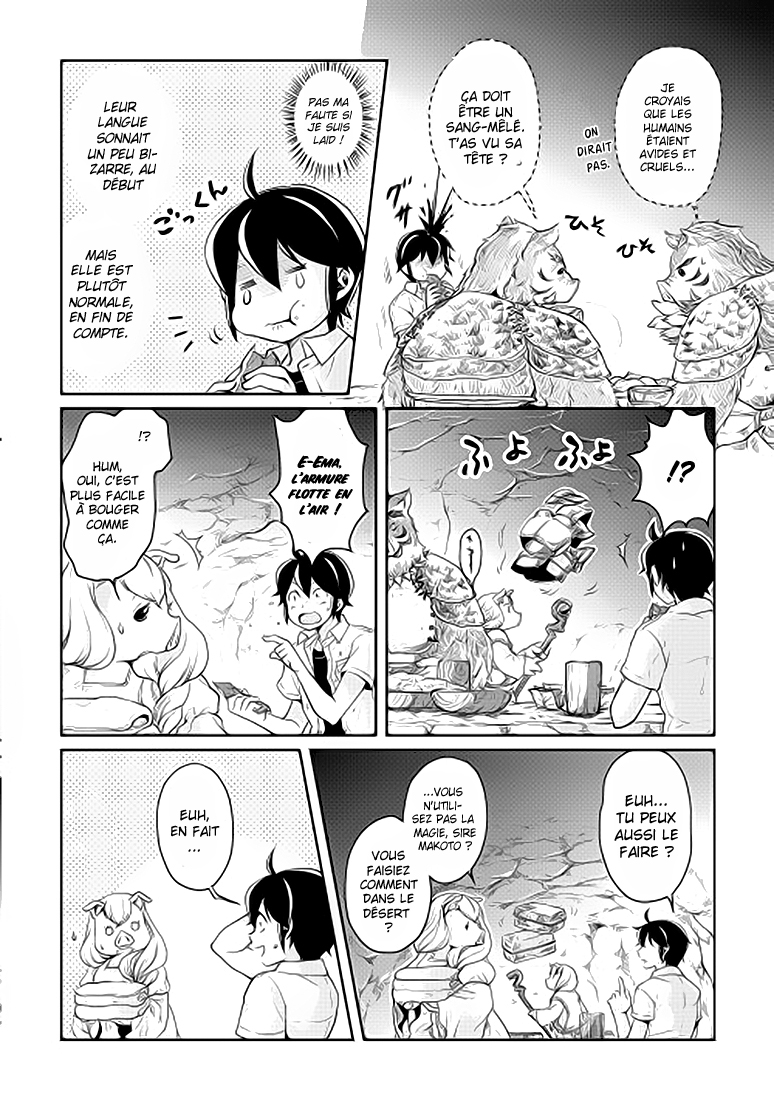 JE
CROYAIS
QUE LES
HUMAINS
ÉTAIENT
AVIDES ET
CRUELS...
ON
DIRAIT
PAS.
ÇA DOIT
ÊTRE UN
SANG-MÊLÉ.
T'AS VU SA
TÊTE ?
ひそ
ひそ
グッ
PAS MA
FAUTE SI
JE SUIS
LAID !
LEUR
LANGUE
SONNAIT
UN PEU BI-
ZARRE, AU
DÉBUT
ごっくん
MAIS
ELLE EST
PLUTÔT
NORMALE,
EN FIN DE
COMPTE.
!?
ふよ ふよ
E-EMA,
L'ARMURE
FLOTTE EN
L'AIR !
!?
HUM,
OUI, C'EST
PLUS FACILE
À BOUGER
COMME
ÇA.
EUH...
TU PEUX
AUSSI LE
FAIRE ?
...VOUS
N'UTILI-
SEZ PAS LA
MAGIE, SIRE
MAKOTO ?
VOUS
FAISIEZ
COMMENT
DANS LE
DÉSERT
?
EUH,
EN FAIT
...